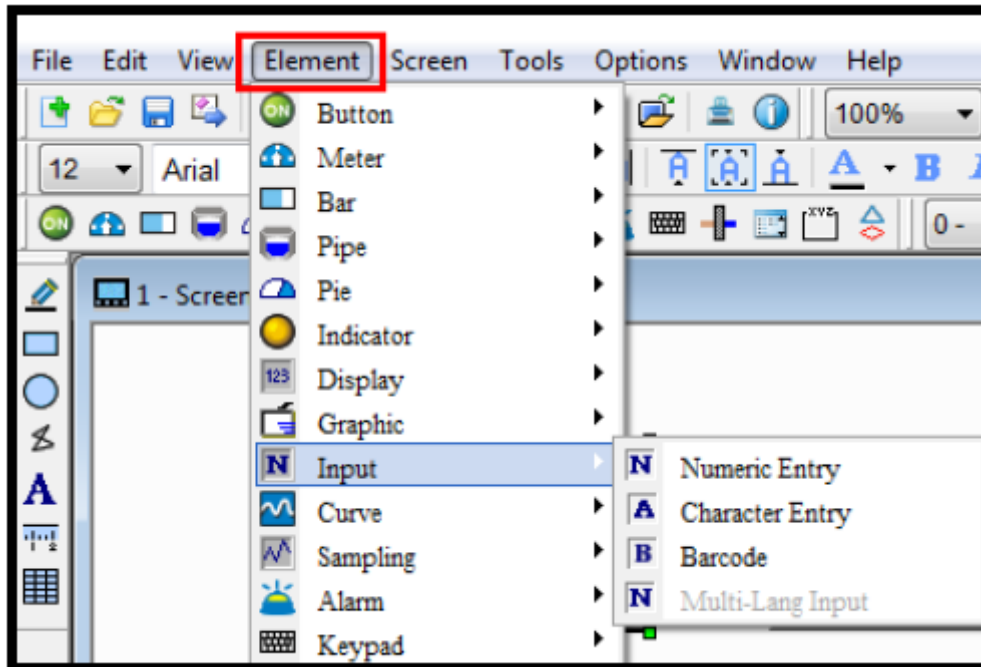 File Edit View Element Screen Tools Options Window Help
ON Button
100%
12 Arial
Meter
A A A A B
Bar
ON XYZ 0 -
Pipe
1 - Screen
Pie
Indicator
123 Display
Graphic
N Input
N Numeric Entry
A
Curve
A Character Entry
Sampling
B Barcode
Alarm
N Multi-Lang Input
Keypad